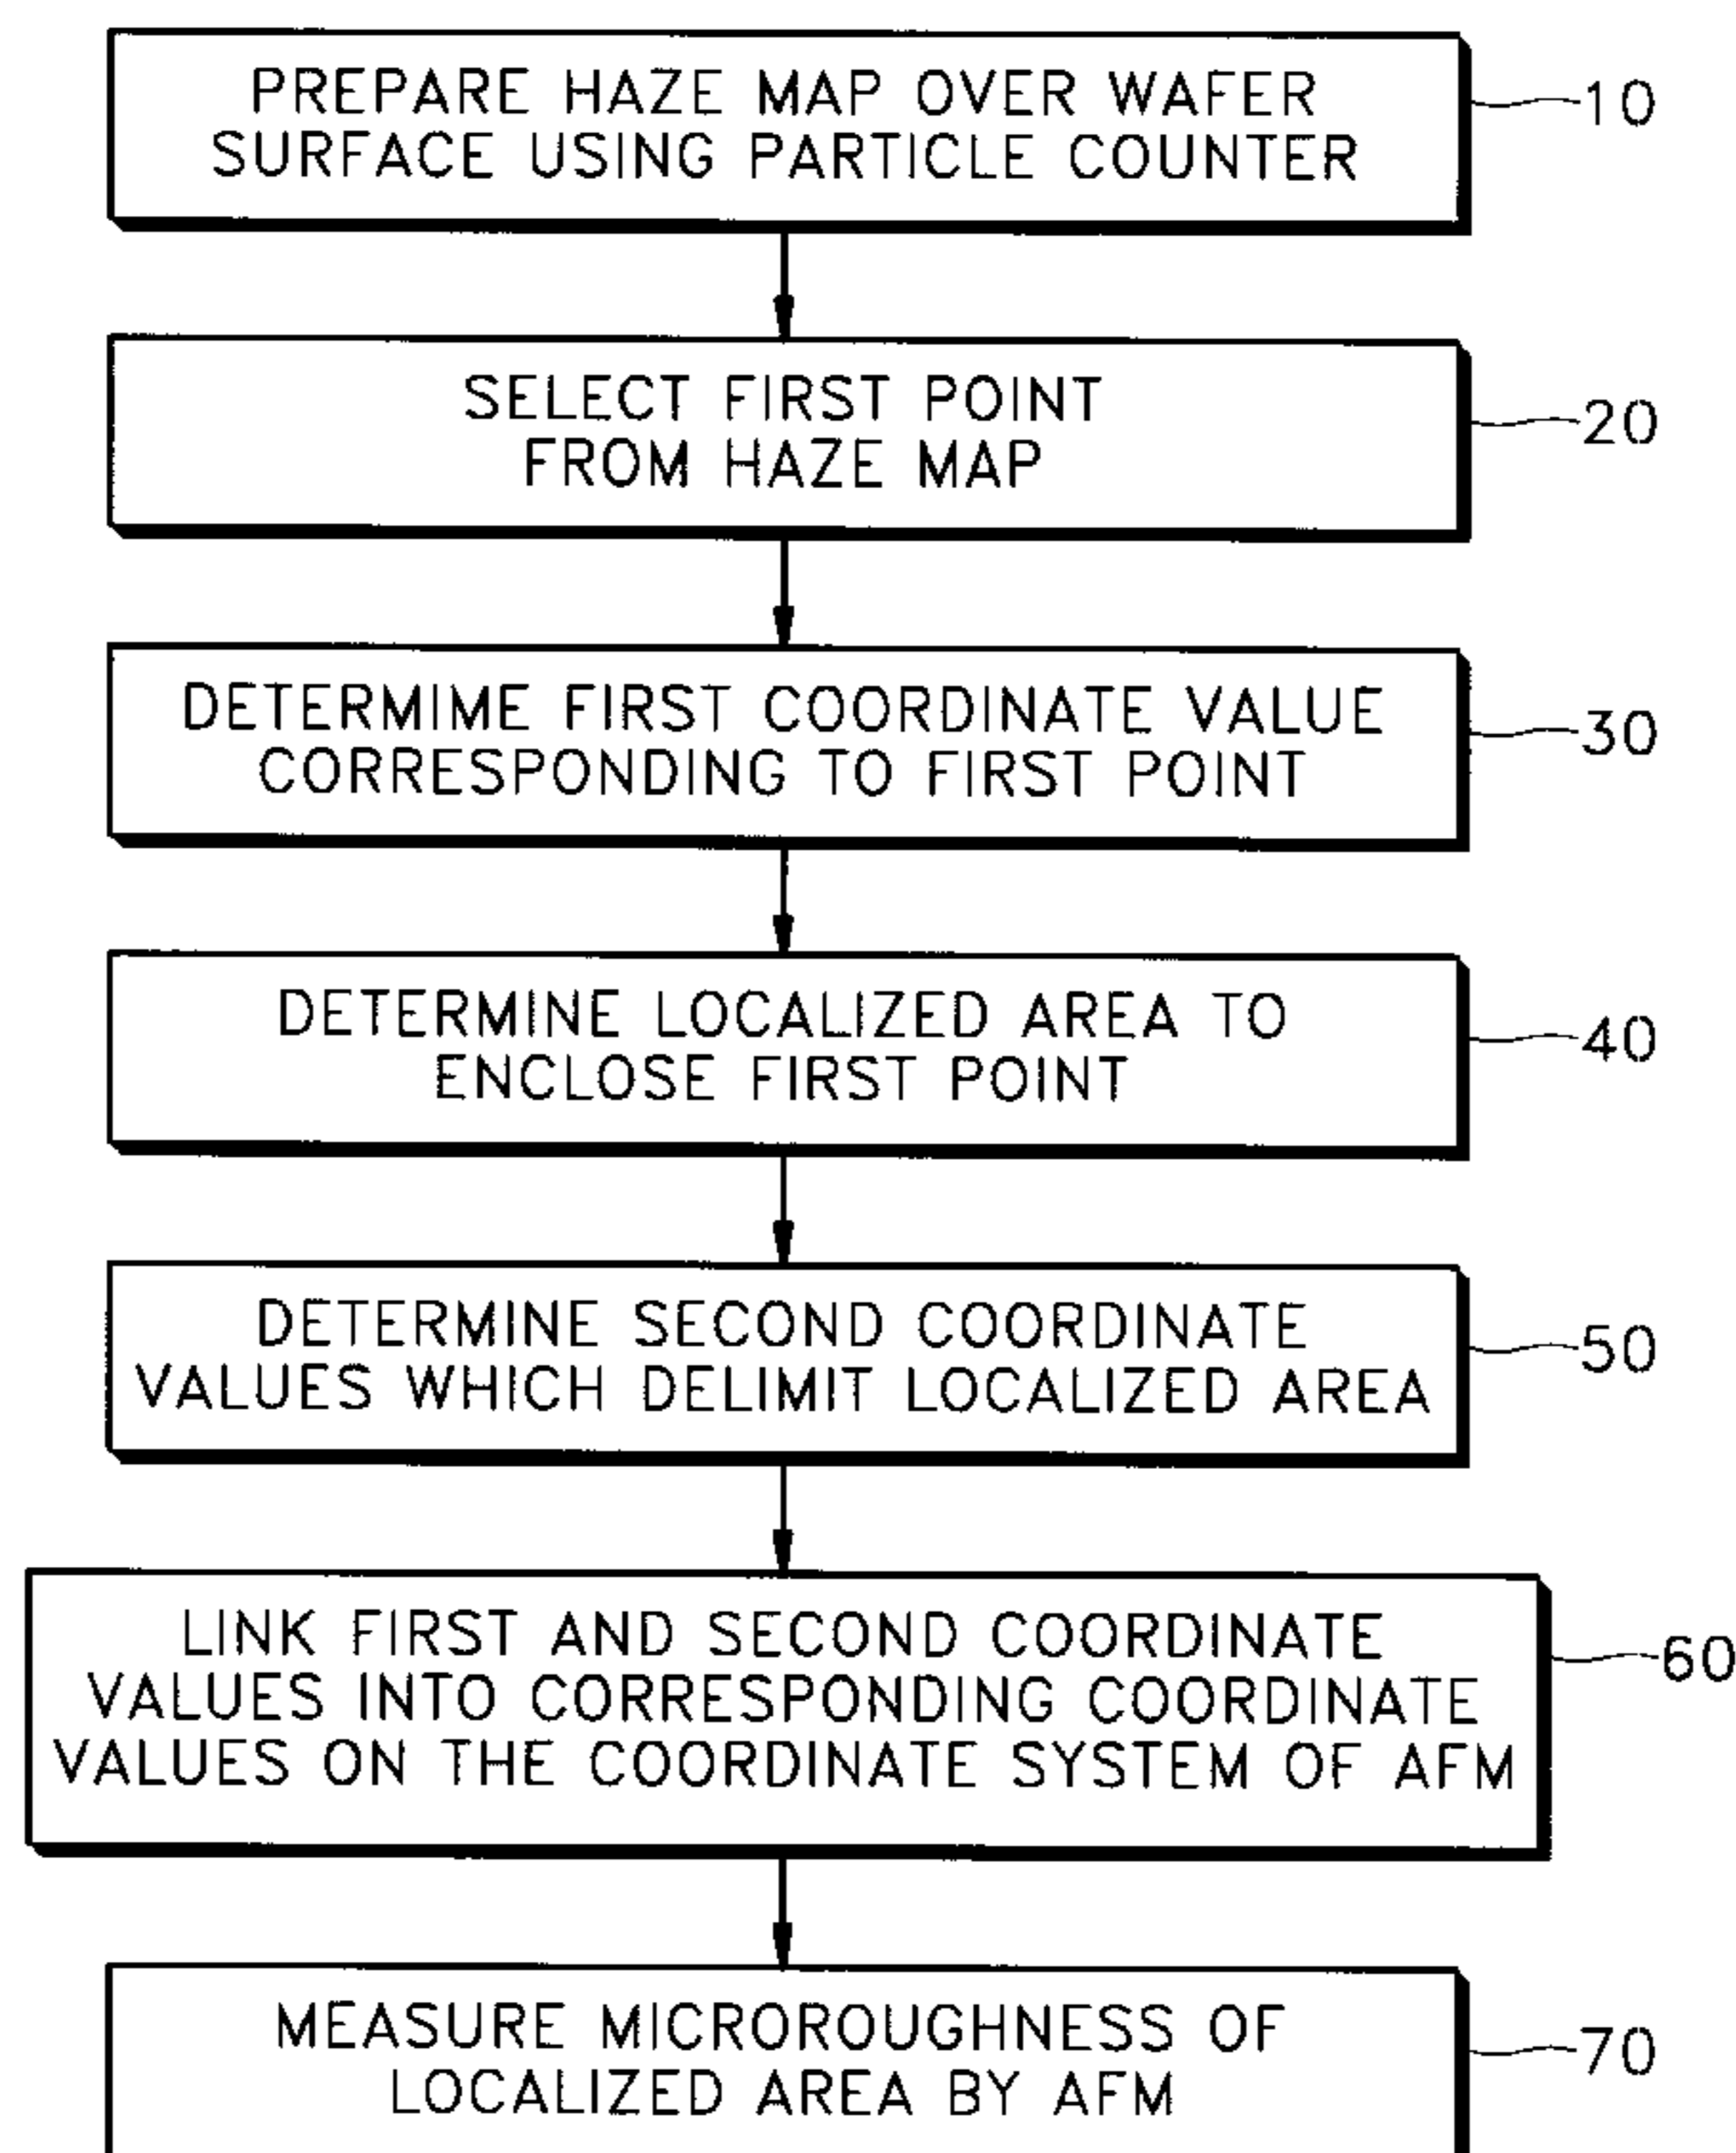 PREPARE HAZE MAP OVER WAFER
SURFACE USING PARTICLE COUNTER
10
SELECT FIRST POINT
FROM HAZE MAP
20
DETERMIME FIRST COORDINATE VALUE
CORRESPONDING TO FIRST POINT
30
DETERMINE LOCALIZED AREA TO
ENCLOSE FIRST POINT
40
DETERMINE SECOND COORDINATE
VALUES WHICH DELIMIT LOCALIZED AREA
50
LINK FIRST AND SECOND COORDINATE
VALUES INTO CORRESPONDING COORDINATE
VALUES ON THE COORDINATE SYSTEM OF AFM
60
MEASURE MICROROUGHNESS OF
LOCALIZED AREA BY AFM
70